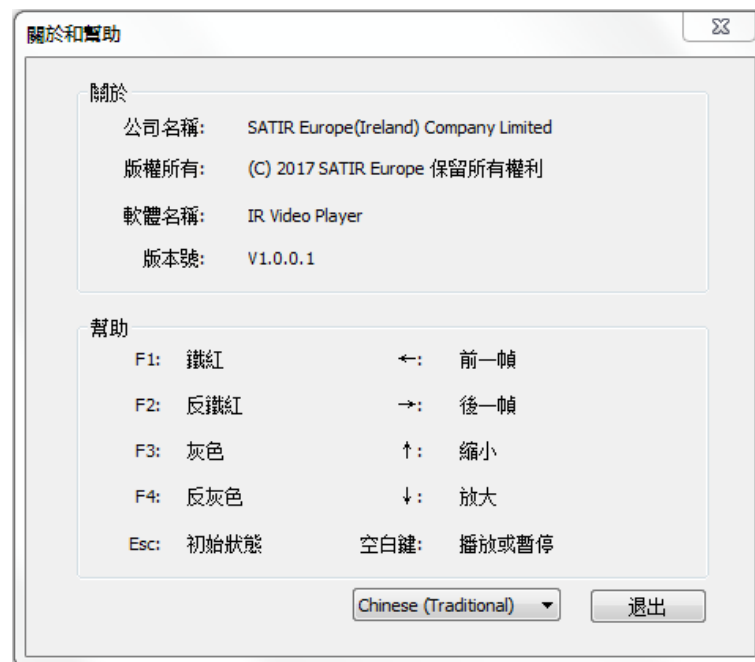 關於和幫助
關於
公司名稱: SATIR Europe(Ireland) Company Limited
版權所有: (C) 2017 SATIR Europe 保留所有權利
軟體名稱: IR Video Player
版本號: V1.0.0.1
幫助
F1: 鐵紅 ←: 前一幀
F2: 反鐵紅 →: 後一幀
F3: 灰色 ↑: 縮小
F4: 反灰色 ↓: 放大
Esc: 初始狀態 空白鍵: 播放或暫停
Chinese (Traditional) 退出